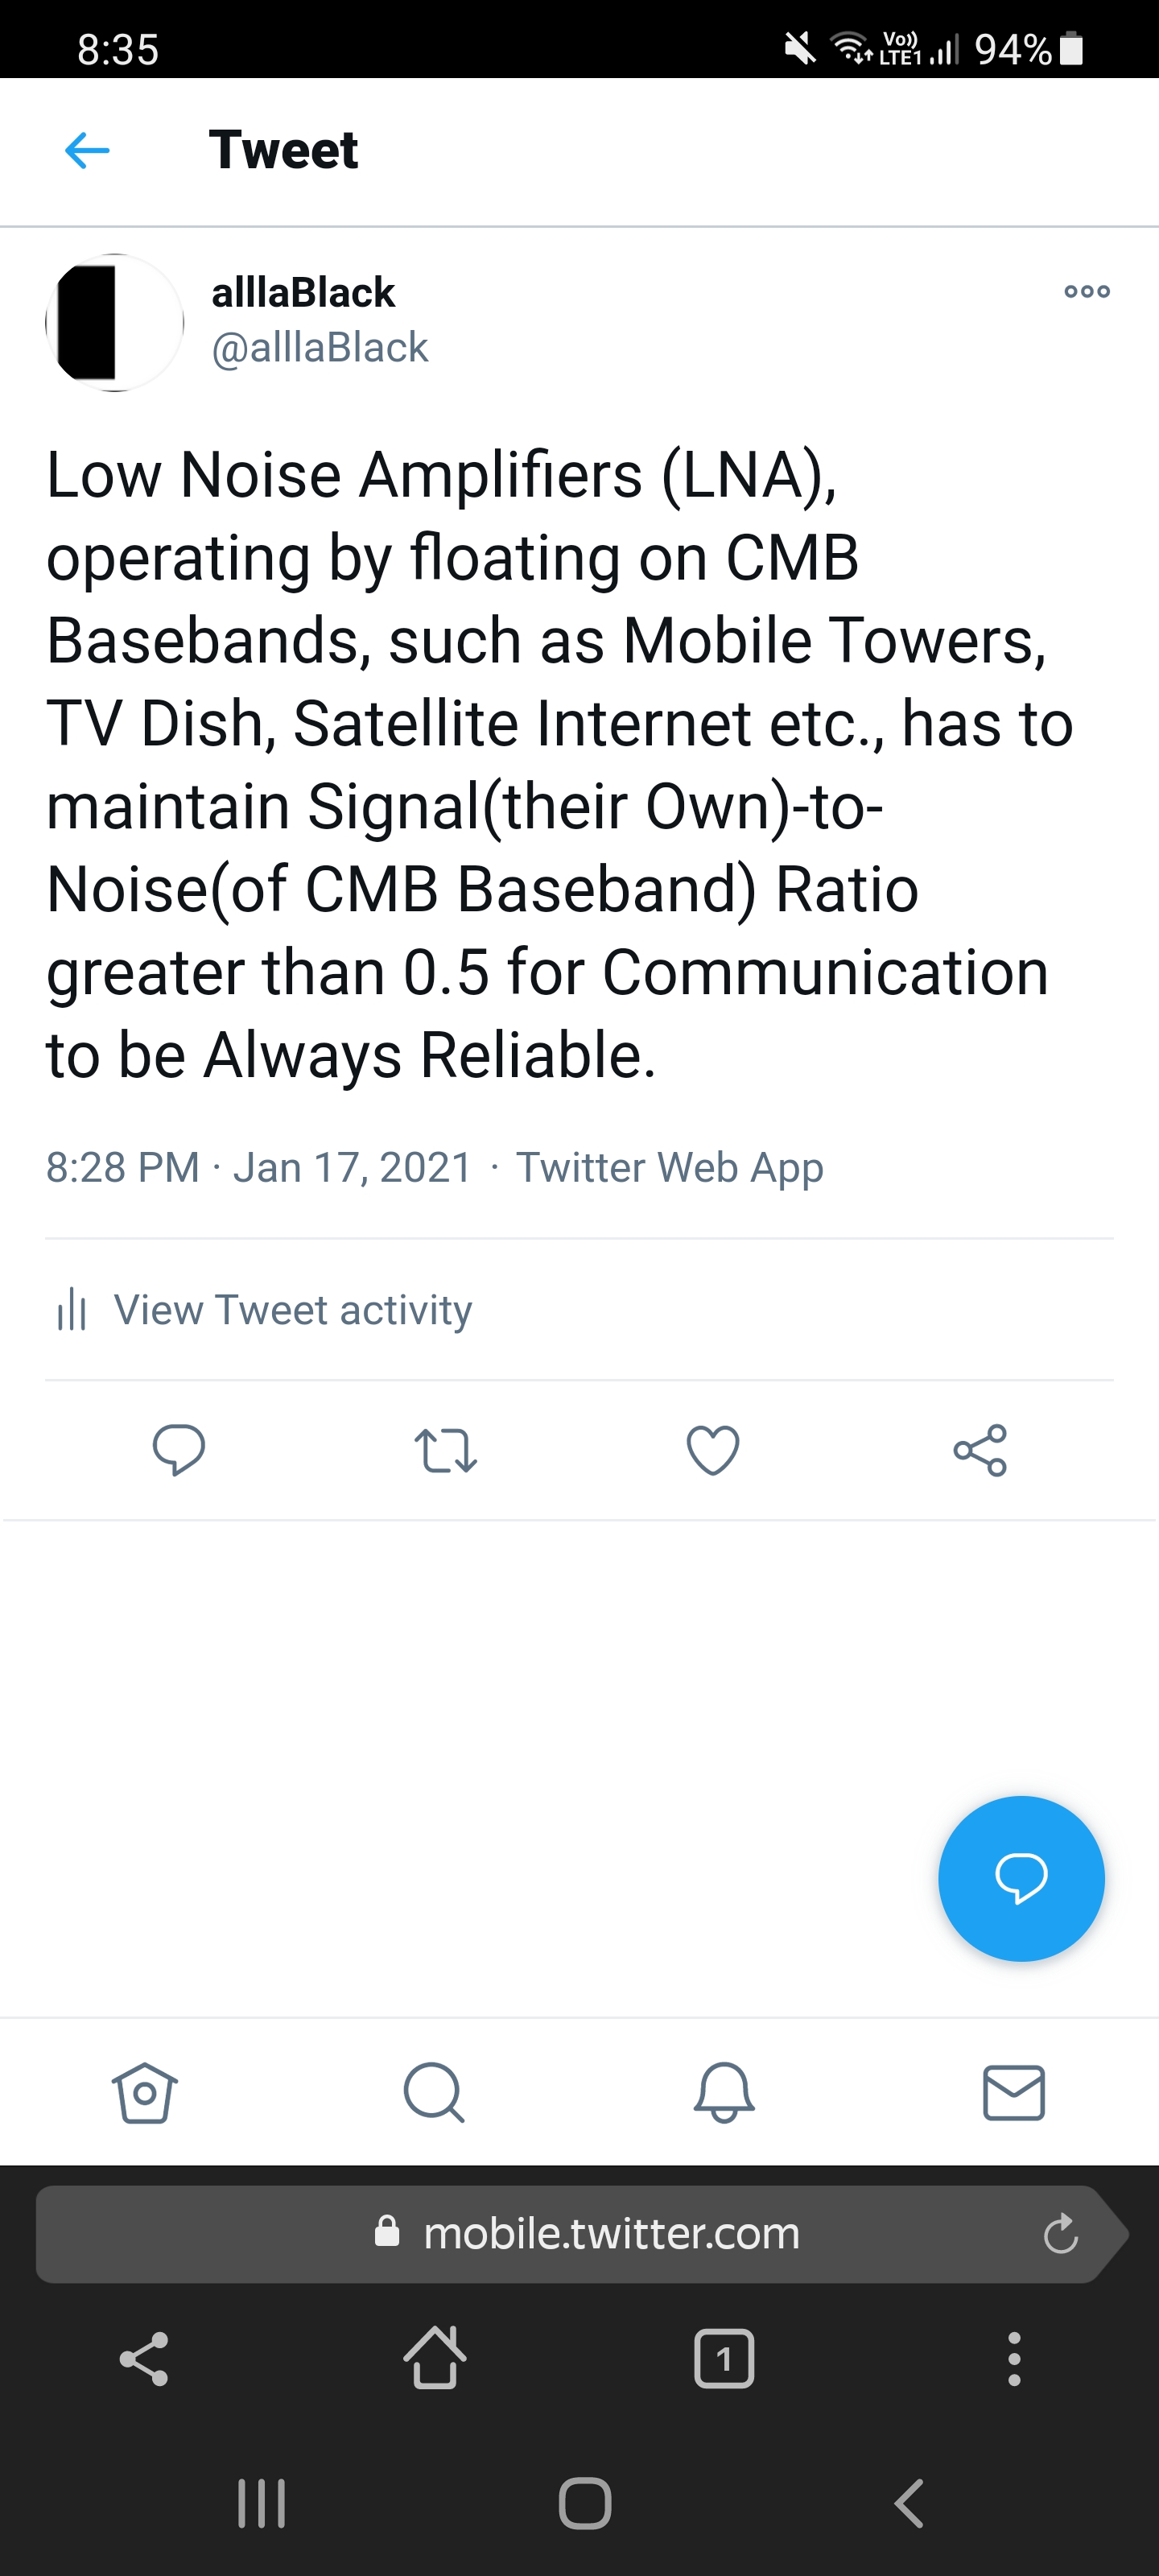 8:35 Vo)) LTE1 94%
Tweet
alllaBlack
@alllaBlack
Low Noise Amplifiers (LNA),
operating by floating on CMB
Basebands, such as Mobile Towers,
TV Dish, Satellite Internet etc., has to
maintain Signal(their Own)-to-
Noise(of CMB Baseband) Ratio
greater than 0.5 for Communication
to be Always Reliable.
8:28 PM · Jan 17, 2021 · Twitter Web App
View Tweet activity
mobile.twitter.com
1